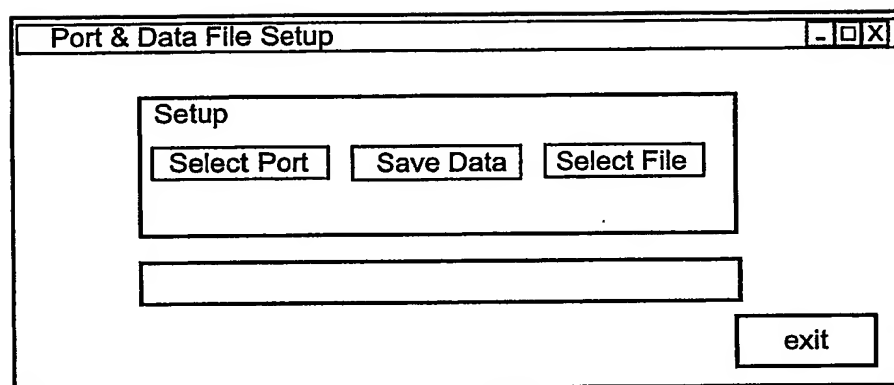 Port & Data File Setup - X
Setup
Select Port Save Data Select File
exit